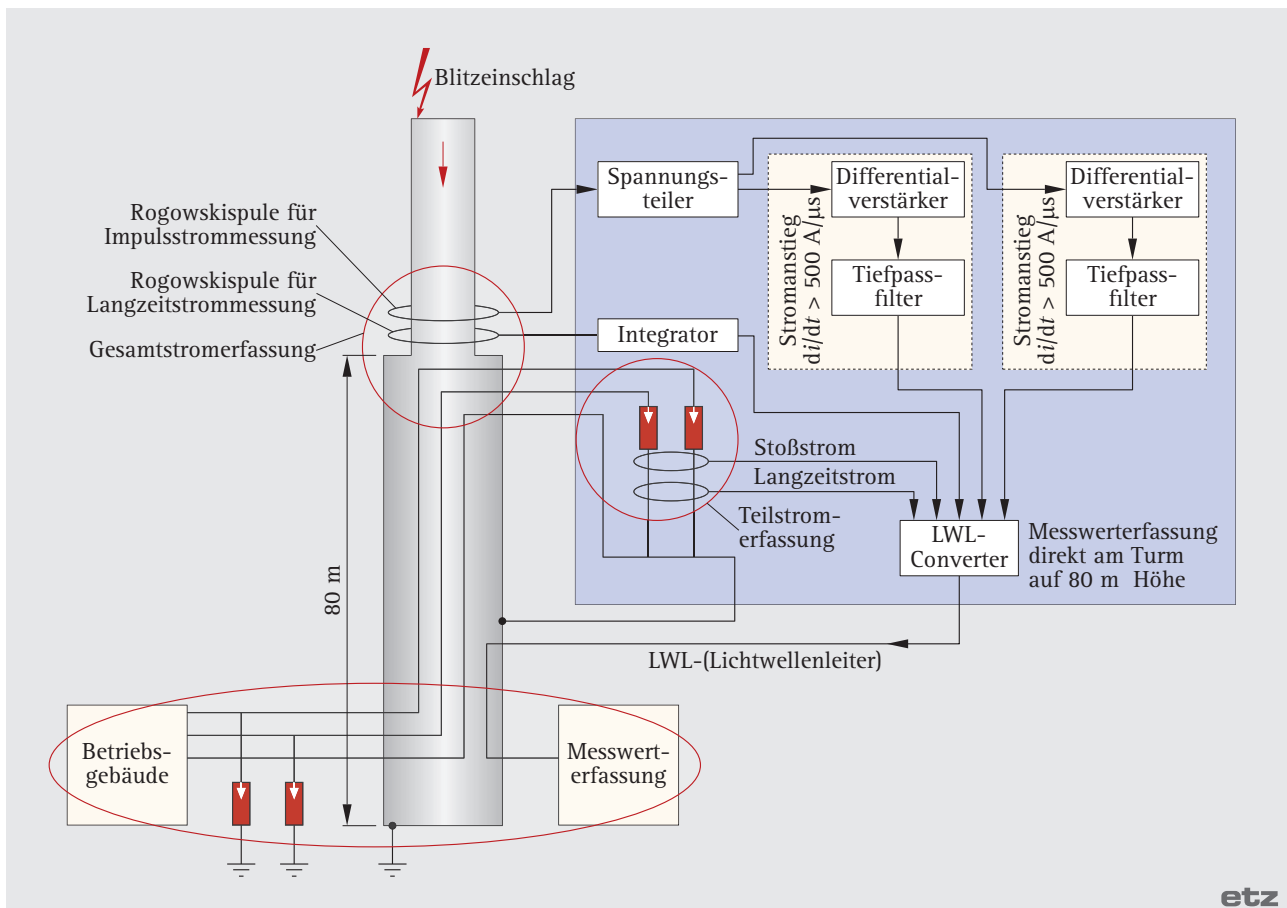 Blitzeinschlag
Rogowskispule für
Impulsstrommessung
Rogowskispule für
Langzeitstrommessung
Gesamtstromerfassung
80 m
Spannungs-
teiler
Integrator
Stromanstieg
di/dt > 500 A/µs
Differential-
verstärker
Tiefpass-
filter
Stromanstieg
di/dt > 500 A/µs
Differential-
verstärker
Tiefpass-
filter
Stoßstrom
Langzeitstrom
Teilstrom-
erfassung
LWL-
Converter
Messwerterfassung
direkt am Turm
auf 80 m Höhe
LWL-(Lichtwellenleiter)
Betriebs-
gebäude
Messwert-
erfassung
etz